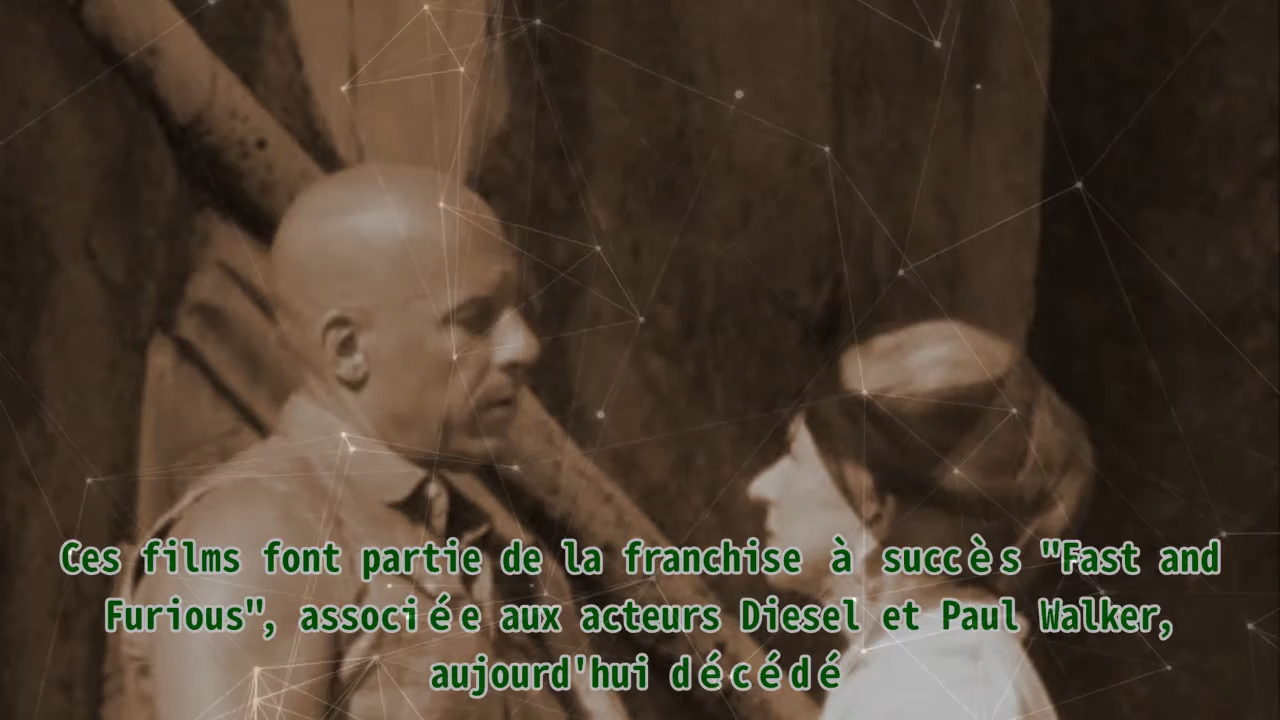 Ces films font partie de la franchise à succès "Fast and
Furious", associée aux acteurs Diesel et Paul Walker,
aujourd'hui décédé